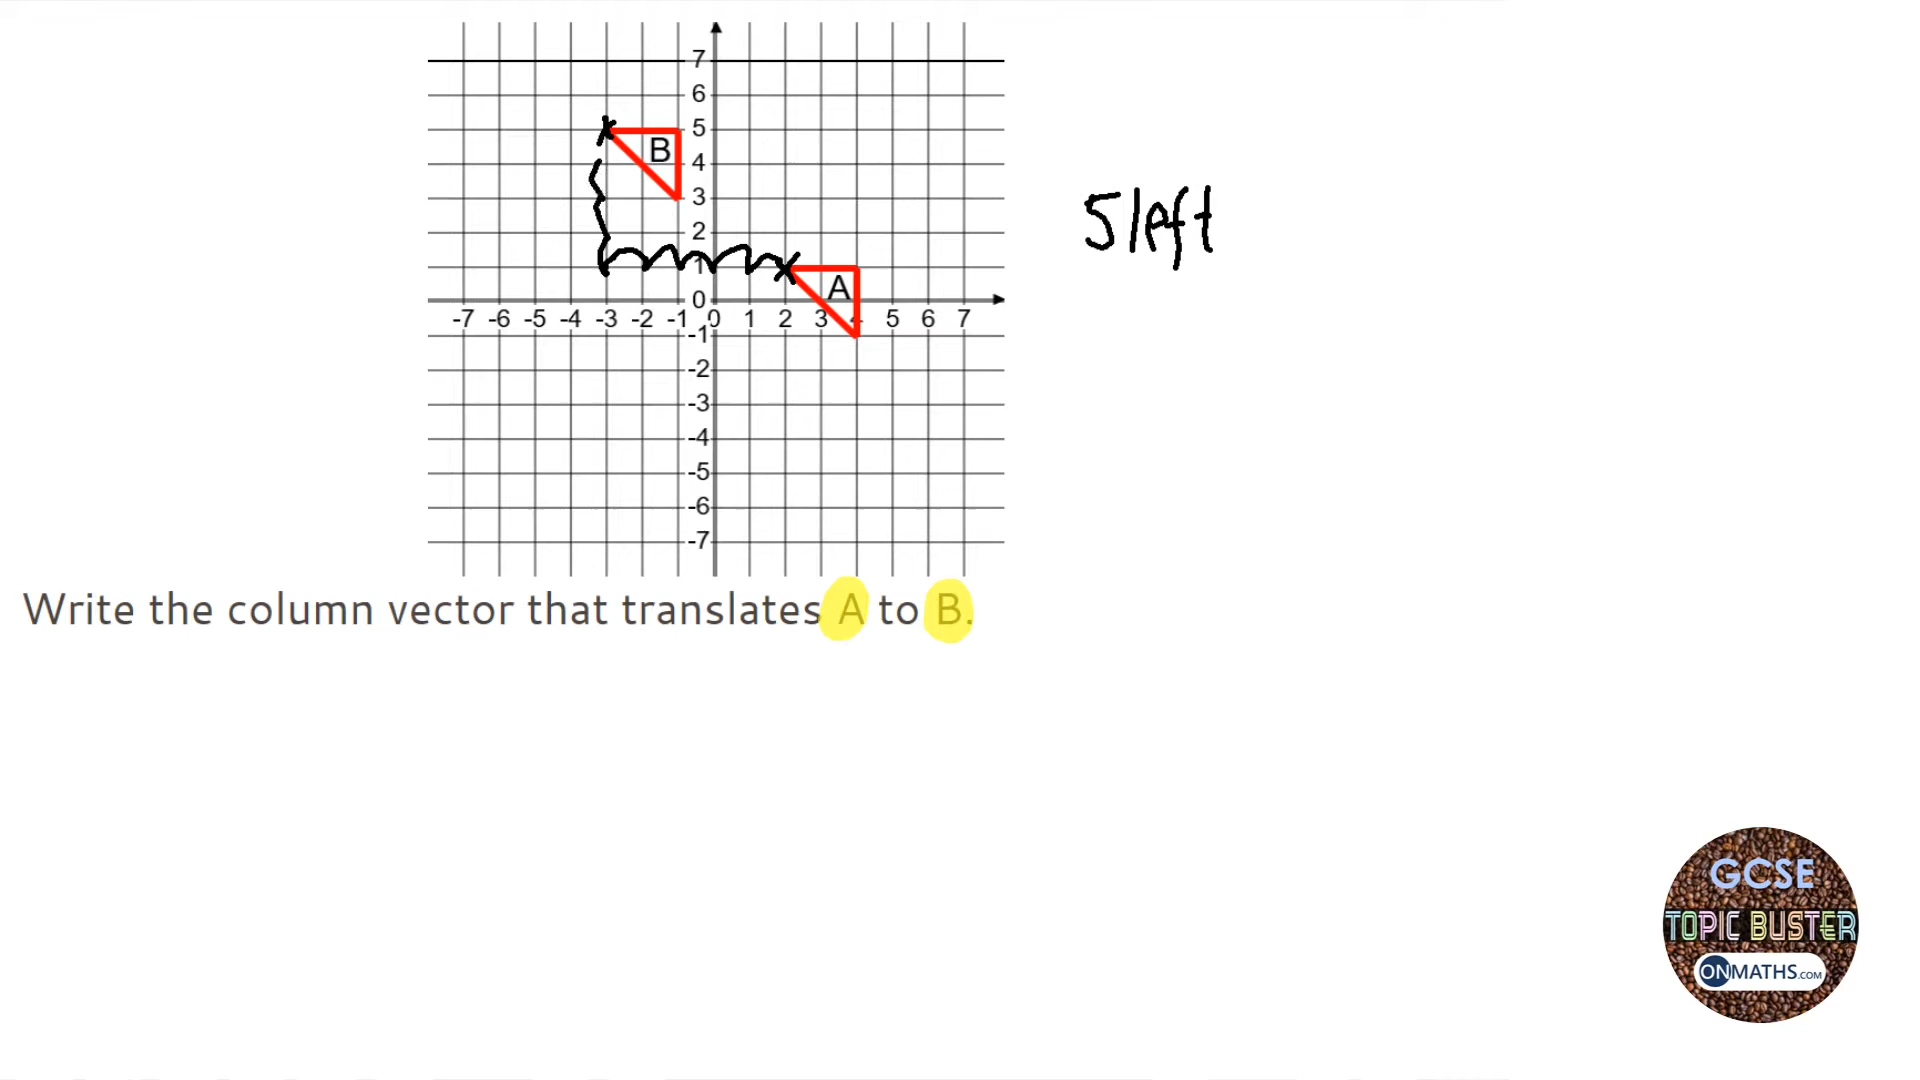 7
6
5
B
4
3
5 left
2
1
A
0
-7 -6 -5 -4 -3 -2 -1 0 1 2 3 4 5 6 7
-1
-2
-3
-4
-5
-6
-7
Write the column vector that translates A to B.
GCSE
TOPIC BUSTER
ONMATHS.COM